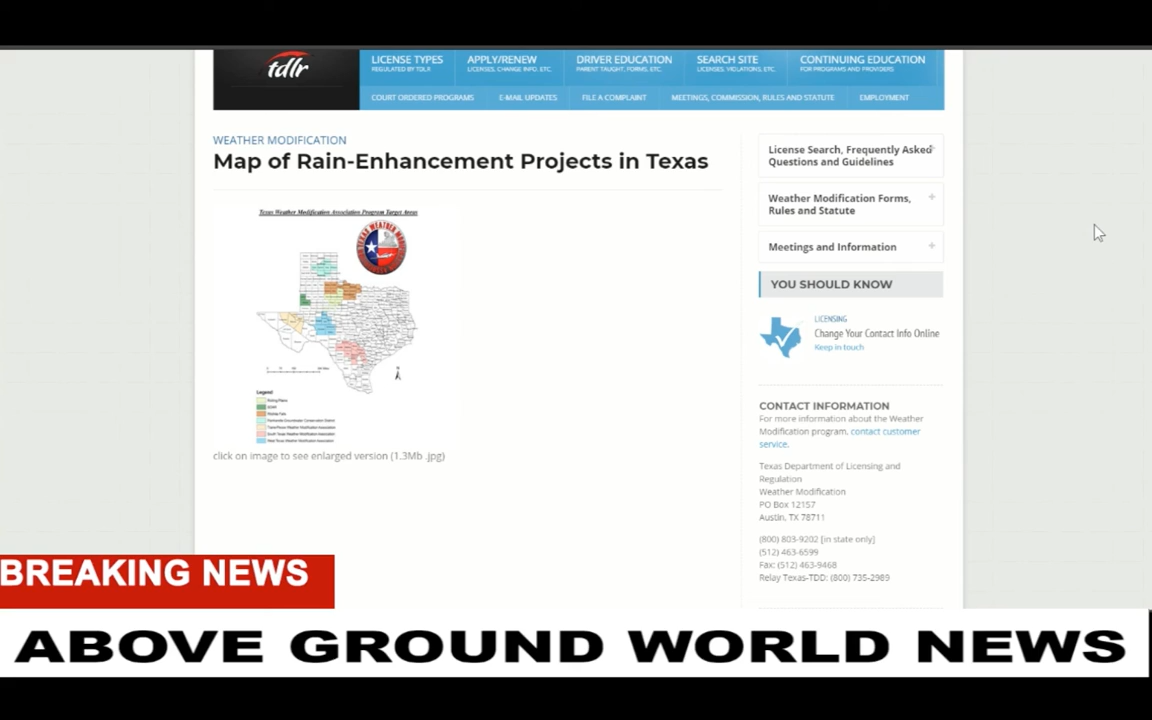 tdlr
LICENSE TYPES
REGULATED BY TDLR
APPLY/RENEW
LICENSES, CHANGE INFO, ETC.
DRIVER EDUCATION
PARENT TAUGHT, FORMS, ETC.
SEARCH SITE
LICENSES, VIOLATIONS, ETC.
CONTINUING EDUCATION
FOR PROGRAMS AND PROVIDERS
COURT ORDERED PROGRAMS
E-MAIL UPDATES
FILE A COMPLAINT
MEETINGS, COMMISSION, RULES AND STATUTE
EMPLOYMENT
WEATHER MODIFICATION
Map of Rain-Enhancement Projects in Texas
Texas Weather Modification Association Program Target Areas
Legend
click on image to see enlarged version (1.3Mb .jpg)
License Search, Frequently Asked
Questions and Guidelines
Weather Modification Forms,
Rules and Statute
Meetings and Information
YOU SHOULD KNOW
LICENSING
Change Your Contact Info Online
Keep in touch
CONTACT INFORMATION
For more information about the Weather
Modification program, contact customer
service.
Texas Department of Licensing and
Regulation
Weather Modification
PO Box 12157
Austin, TX 78711
(800) 803-9202 [in state only]
(512) 463-6599
Fax: (512) 463-9468
Relay Texas-TDD: (800) 735-2989
BREAKING NEWS
ABOVE GROUND WORLD NEWS